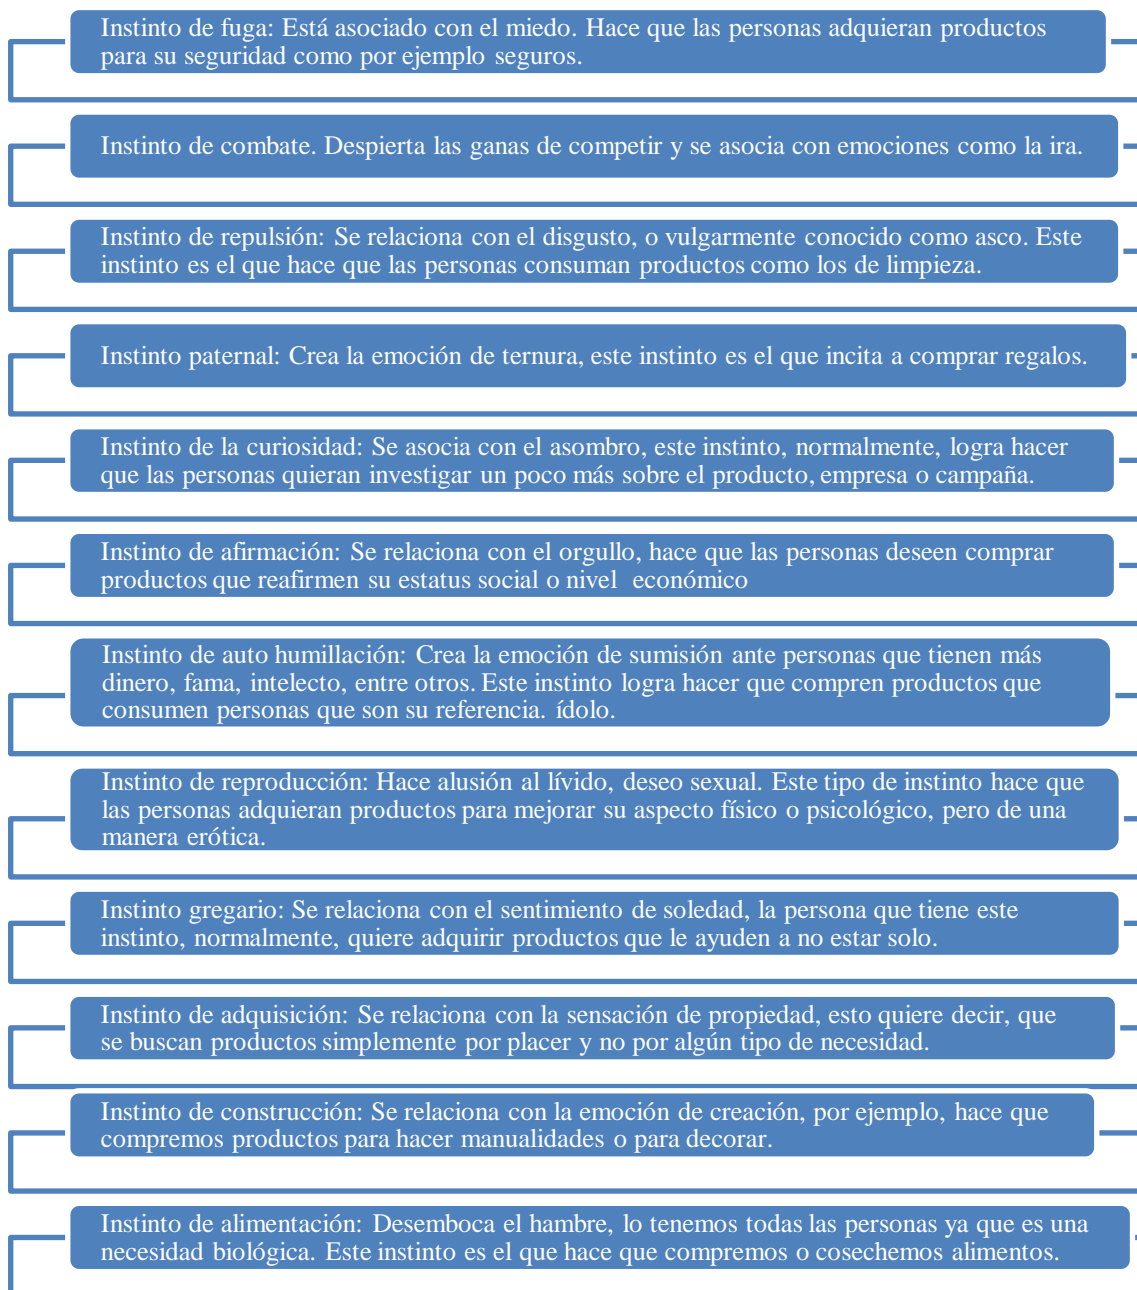 Instinto de fuga: Está asociado con el miedo. Hace que las personas adquieran productos
para su seguridad como por ejemplo seguros.
Instinto de combate. Despierta las ganas de competir y se asocia con emociones como la ira.
Instinto de repulsión: Se relaciona con el disgusto, o vulgarmente conocido como asco. Este
instinto es el que hace que las personas consuman productos como los de limpieza.
Instinto paternal: Crea la emoción de ternura, este instinto es el que incita a comprar regalos.
Instinto de la curiosidad: Se asocia con el asombro, este instinto, normalmente, logra hacer
que las personas quieran investigar un poco más sobre el producto, empresa o campaña.
Instinto de afirmación: Se relaciona con el orgullo, hace que las personas deseen comprar
productos que reafirmen su estatus social o nivel  económico
Instinto de auto humillación: Crea la emoción de sumisión ante personas que tienen más
dinero, fama, intelecto, entre otros. Este instinto logra hacer que compren productos que
consumen personas que son su referencia. ídolo.
Instinto de reproducción: Hace alusión al lívido, deseo sexual. Este tipo de instinto hace que
las personas adquieran productos para mejorar su aspecto físico o psicológico, pero de una
manera erótica.
Instinto gregario: Se relaciona con el sentimiento de soledad, la persona que tiene este
instinto, normalmente, quiere adquirir productos que le ayuden a no estar solo.
Instinto de adquisición: Se relaciona con la sensación de propiedad, esto quiere decir, que
se buscan productos simplemente por placer y no por algún tipo de necesidad.
Instinto de construcción: Se relaciona con la emoción de creación, por ejemplo, hace que
compremos productos para hacer manualidades o para decorar.
Instinto de alimentación: Desemboca el hambre, lo tenemos todas las personas ya que es una
necesidad biológica. Este instinto es el que hace que compremos o cosechemos alimentos.